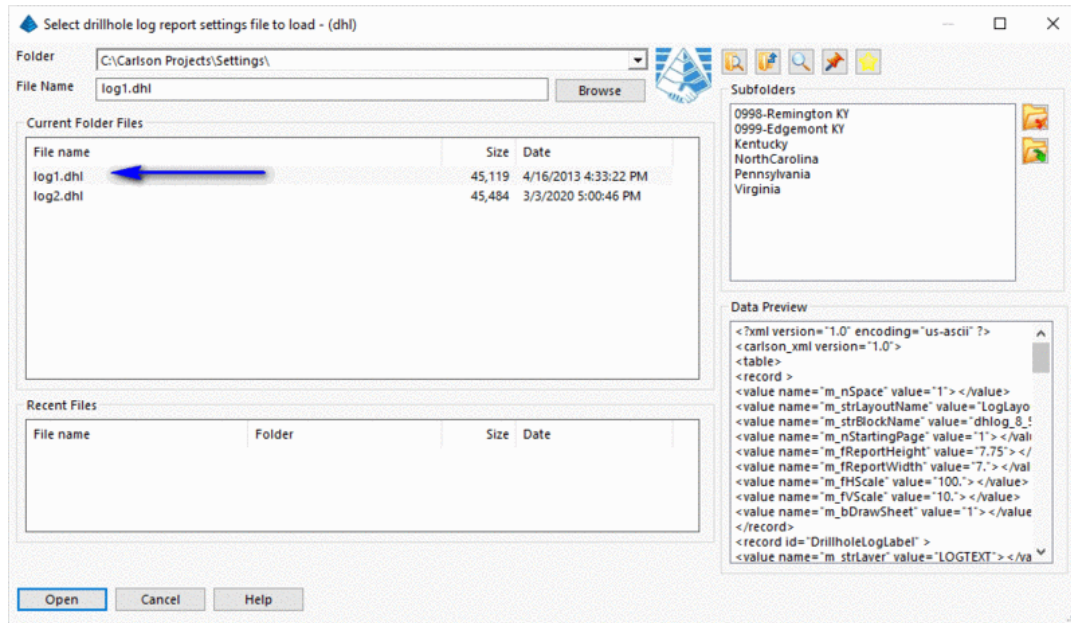 Select drillhole log report settings file to load - (dhl)
Folder
C:\Carlson Projects\Settings\
File Name
log1.dhl
Browse
Current Folder Files
File name Size Date
log1.dhl 45,119 4/16/2013 4:33:22 PM
log2.dhl 45,484 3/3/2020 5:00:46 PM
Recent Files
File name Folder Size Date
Subfolders
0998-Remington KY
0999-Edgemont KY
Kentucky
NorthCarolina
Pennsylvania
Virginia
Data Preview
<?xml version="1.0" encoding="us-ascii" ?>
<carlson_xml version="1.0">
<table>
<record >
<value name="m_nSpace" value="1"></value>
<value name="m_strLayoutName" value="LogLayo
<value name="m_strBlockName" value="dhlog_8_5
<value name="m_nStartingPage" value="1"></valu
<value name="m_fReportHeight" value="7.75"></
<value name="m_fReportWidth" value="7."></val
<value name="m_fHScale" value="100."></value>
<value name="m_fVScale" value="10."></value>
<value name="m_bDrawSheet" value="1"></value
</record>
<record id="DrillholeLogLabel" >
<value name="m_strLayer" value="LOGTEXT"></va
Open Cancel Help